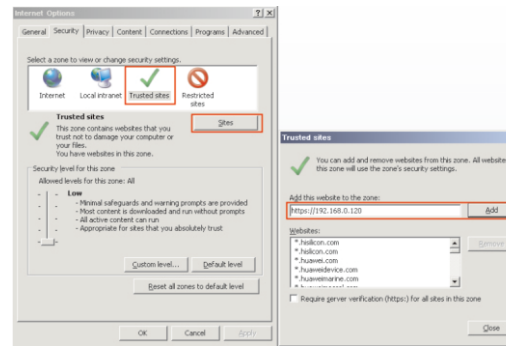 Internet Options
General Security Privacy Content Connections Programs Advanced
Select a zone to view or change security settings.
Internet Local intranet Trusted sites Restricted
sites
Trusted sites
This zone contains websites that you
trust not to damage your computer or
your files.
You have websites in this zone.
Sites
Security level for this zone
Allowed levels for this zone: All
Low
- Minimal safeguards and warning prompts are provided
- Most content is downloaded and run without prompts
- All active content can run
- Appropriate for sites that you absolutely trust
Custom level... Default level
Reset all zones to default level
OK Cancel Apply
Trusted sites
You can add and remove websites from this zone. All website
this zone will use the zone's security settings.
Add this website to the zone:
https://192.168.0.120 Add
Websites:
*.hisilicon.com Remove
*.hisilicon.com
*.huawei.com
*.huaweidevice.com
*.huaweimarine.com
Require server verification (https:) for all sites in this zone
Close